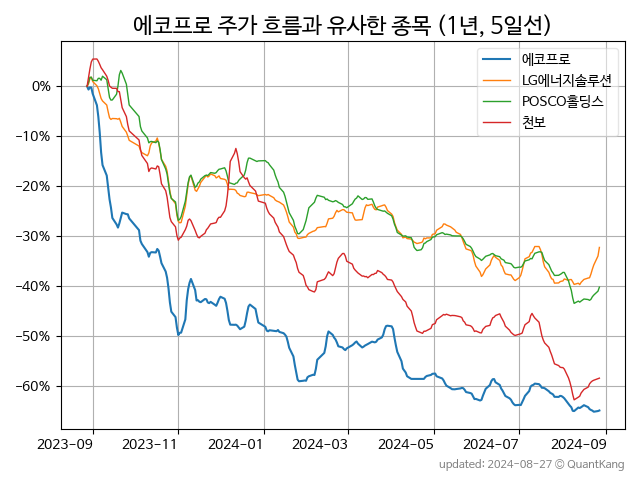 에코프로 주가 흐름과 유사한 종목 (1년, 5일선)
에코프로
LG에너지솔루션
POSCO홀딩스
천보
0%
−10%
−20%
−30%
−40%
−50%
−60%
2023-09 2023-11 2024-01 2024-03 2024-05 2024-07 2024-09
updated: 2024-08-27 © QuantKang